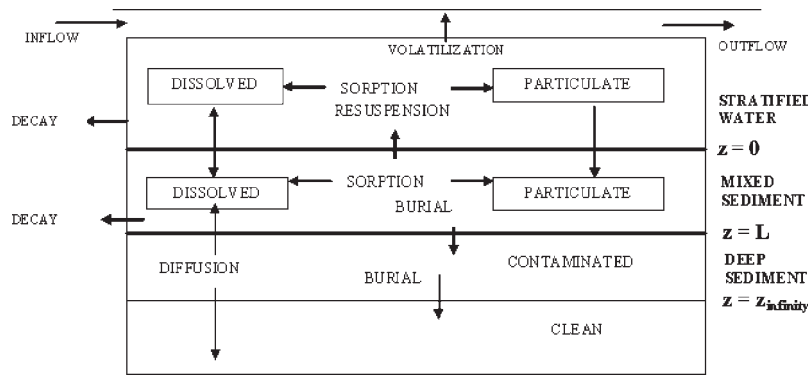 INFLOW
VOLATILIZATION
OUTFLOW
DISSOLVED
SORPTION
PARTICULATE
RESUSPENSION
STRATIFIED
WATER
DECAY
z = 0
DISSOLVED
SORPTION
PARTICULATE
MIXED
SEDIMENT
BURIAL
DECAY
z = L
DIFFUSION
BURIAL
CONTAMINATED
DEEP
SEDIMENT
z = z_infinity
CLEAN